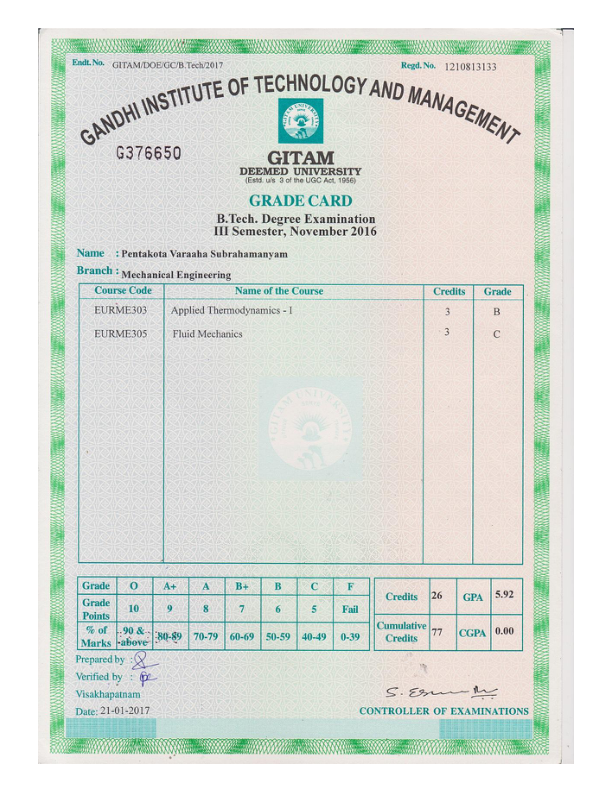 Endt. No. GITAM/DOE/GC/B.Tech/2017 Regd. No. 1210813133
GANDHI INSTITUTE OF TECHNOLOGY AND MANAGEMENT
G376650
GITAM
DEEMED UNIVERSITY
(Estd. u/s 3 of the UGC Act, 1956)
GRADE CARD
B.Tech. Degree Examination
III Semester, November 2016
Name : Pentakota Varaaha Subrahamanyam
Branch : Mechanical Engineering
Course Code Name of the Course Credits Grade
EURME303 Applied Thermodynamics - I 3 B
EURME305 Fluid Mechanics 3 C
Grade O A+ A B+ B C F
Grade Points 10 9 8 7 6 5 Fail
% of Marks 90 & above 80-89 70-79 60-69 50-59 40-49 0-39
Credits 26 GPA 5.92
Cumulative Credits 77 CGPA 0.00
Prepared by :
Verified by :
Visakhapatnam
Date: 21-01-2017 CONTROLLER OF EXAMINATIONS